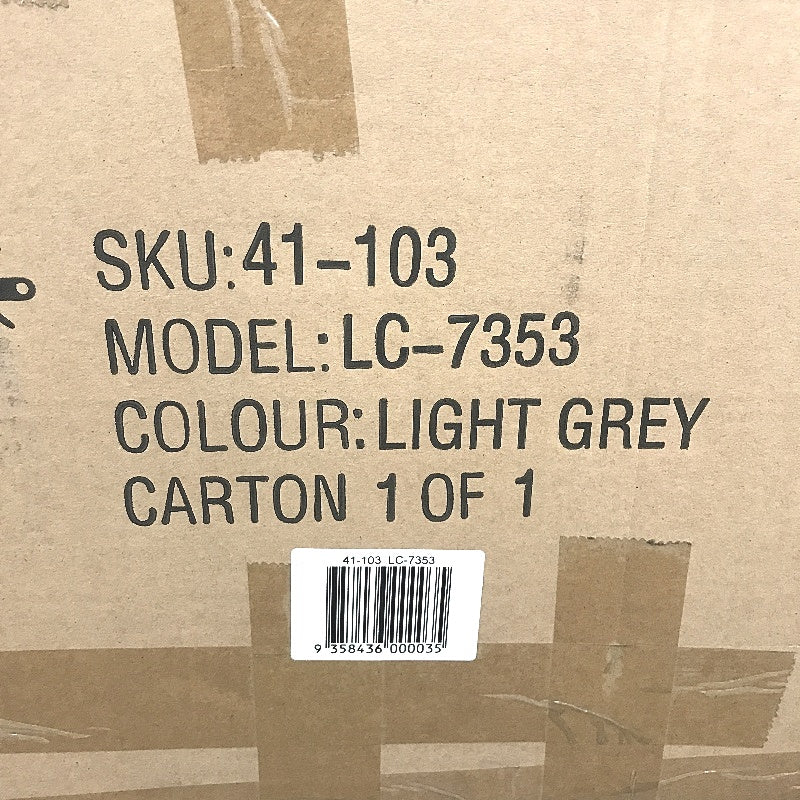 SKU:41-103
MODEL:LC-7353
COLOUR:LIGHT GREY
CARTON 1 OF 1
41-103 LC-7353
9 358436 000035